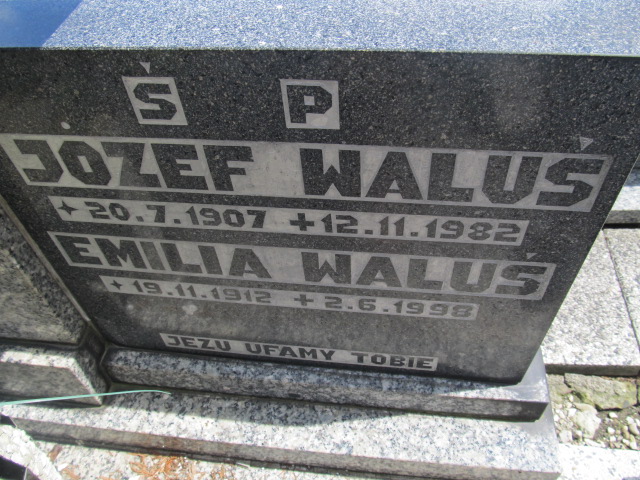 Ś P
JÓZEF WALUŚ
✦ 20.7.1907 + 12.11.1982
EMILIA WALUŚ
✦ 19.11.1912 + 2.6.1998
JEZU UFAMY TOBIE